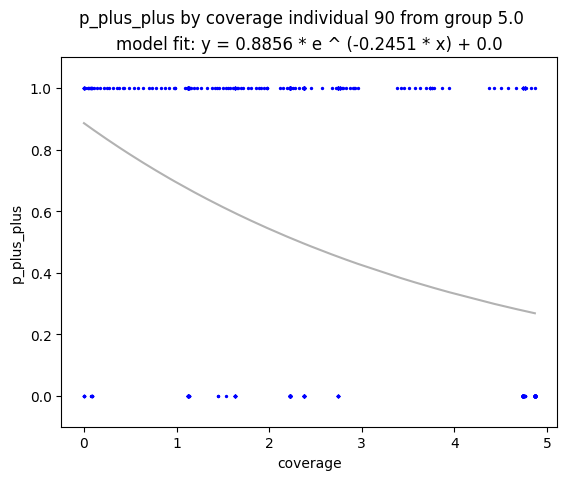 p_plus_plus by coverage individual 90 from group 5.0
model fit: y = 0.8856 * e ^ (-0.2451 * x) + 0.0
1.0
0.8
0.6
0.4
0.2
0.0
p_plus_plus
0 1 2 3 4 5
coverage